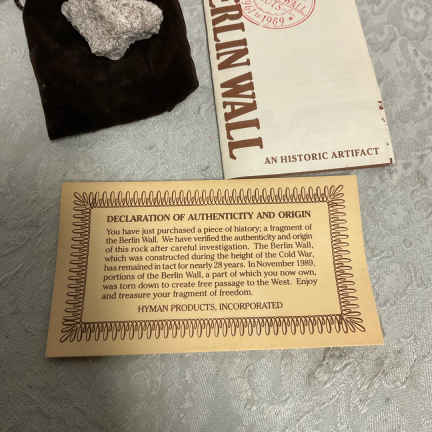 WALL
1989
BERLIN WALL
AN HISTORIC ARTIFACT
DECLARATION OF AUTHENTICITY AND ORIGIN
You have just purchased a piece of history; a fragment of
the Berlin Wall. We have verified the authenticity and origin
of this rock after careful investigation. The Berlin Wall,
which was constructed during the height of the Cold War,
has remained in tact for nearly 28 years. In November 1989,
portions of the Berlin Wall, a part of which you now own,
was torn down to create free passage to the West. Enjoy
and treasure your fragment of freedom.
HYMAN PRODUCTS, INCORPORATED